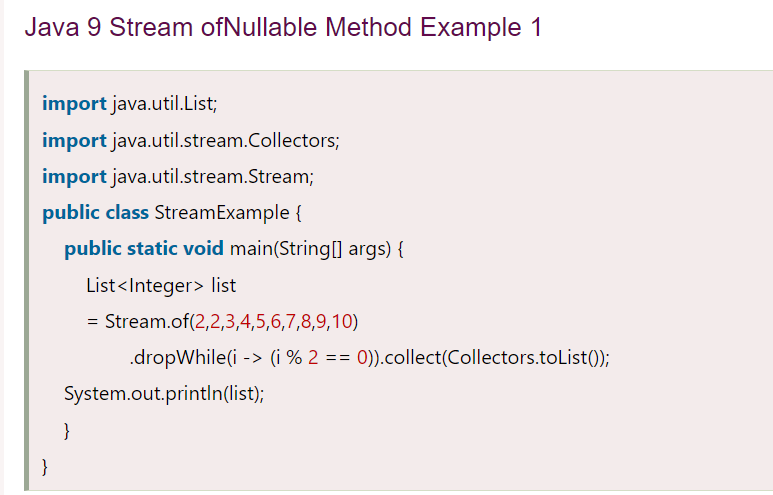 Java 9 Stream ofNullable Method Example 1
import java.util.List;
import java.util.stream.Collectors;
import java.util.stream.Stream;
public class StreamExample {
public static void main(String[] args) {
List<Integer> list
= Stream.of(2,2,3,4,5,6,7,8,9,10)
.dropWhile(i -> (i % 2 == 0)).collect(Collectors.toList());
System.out.println(list);
}
}